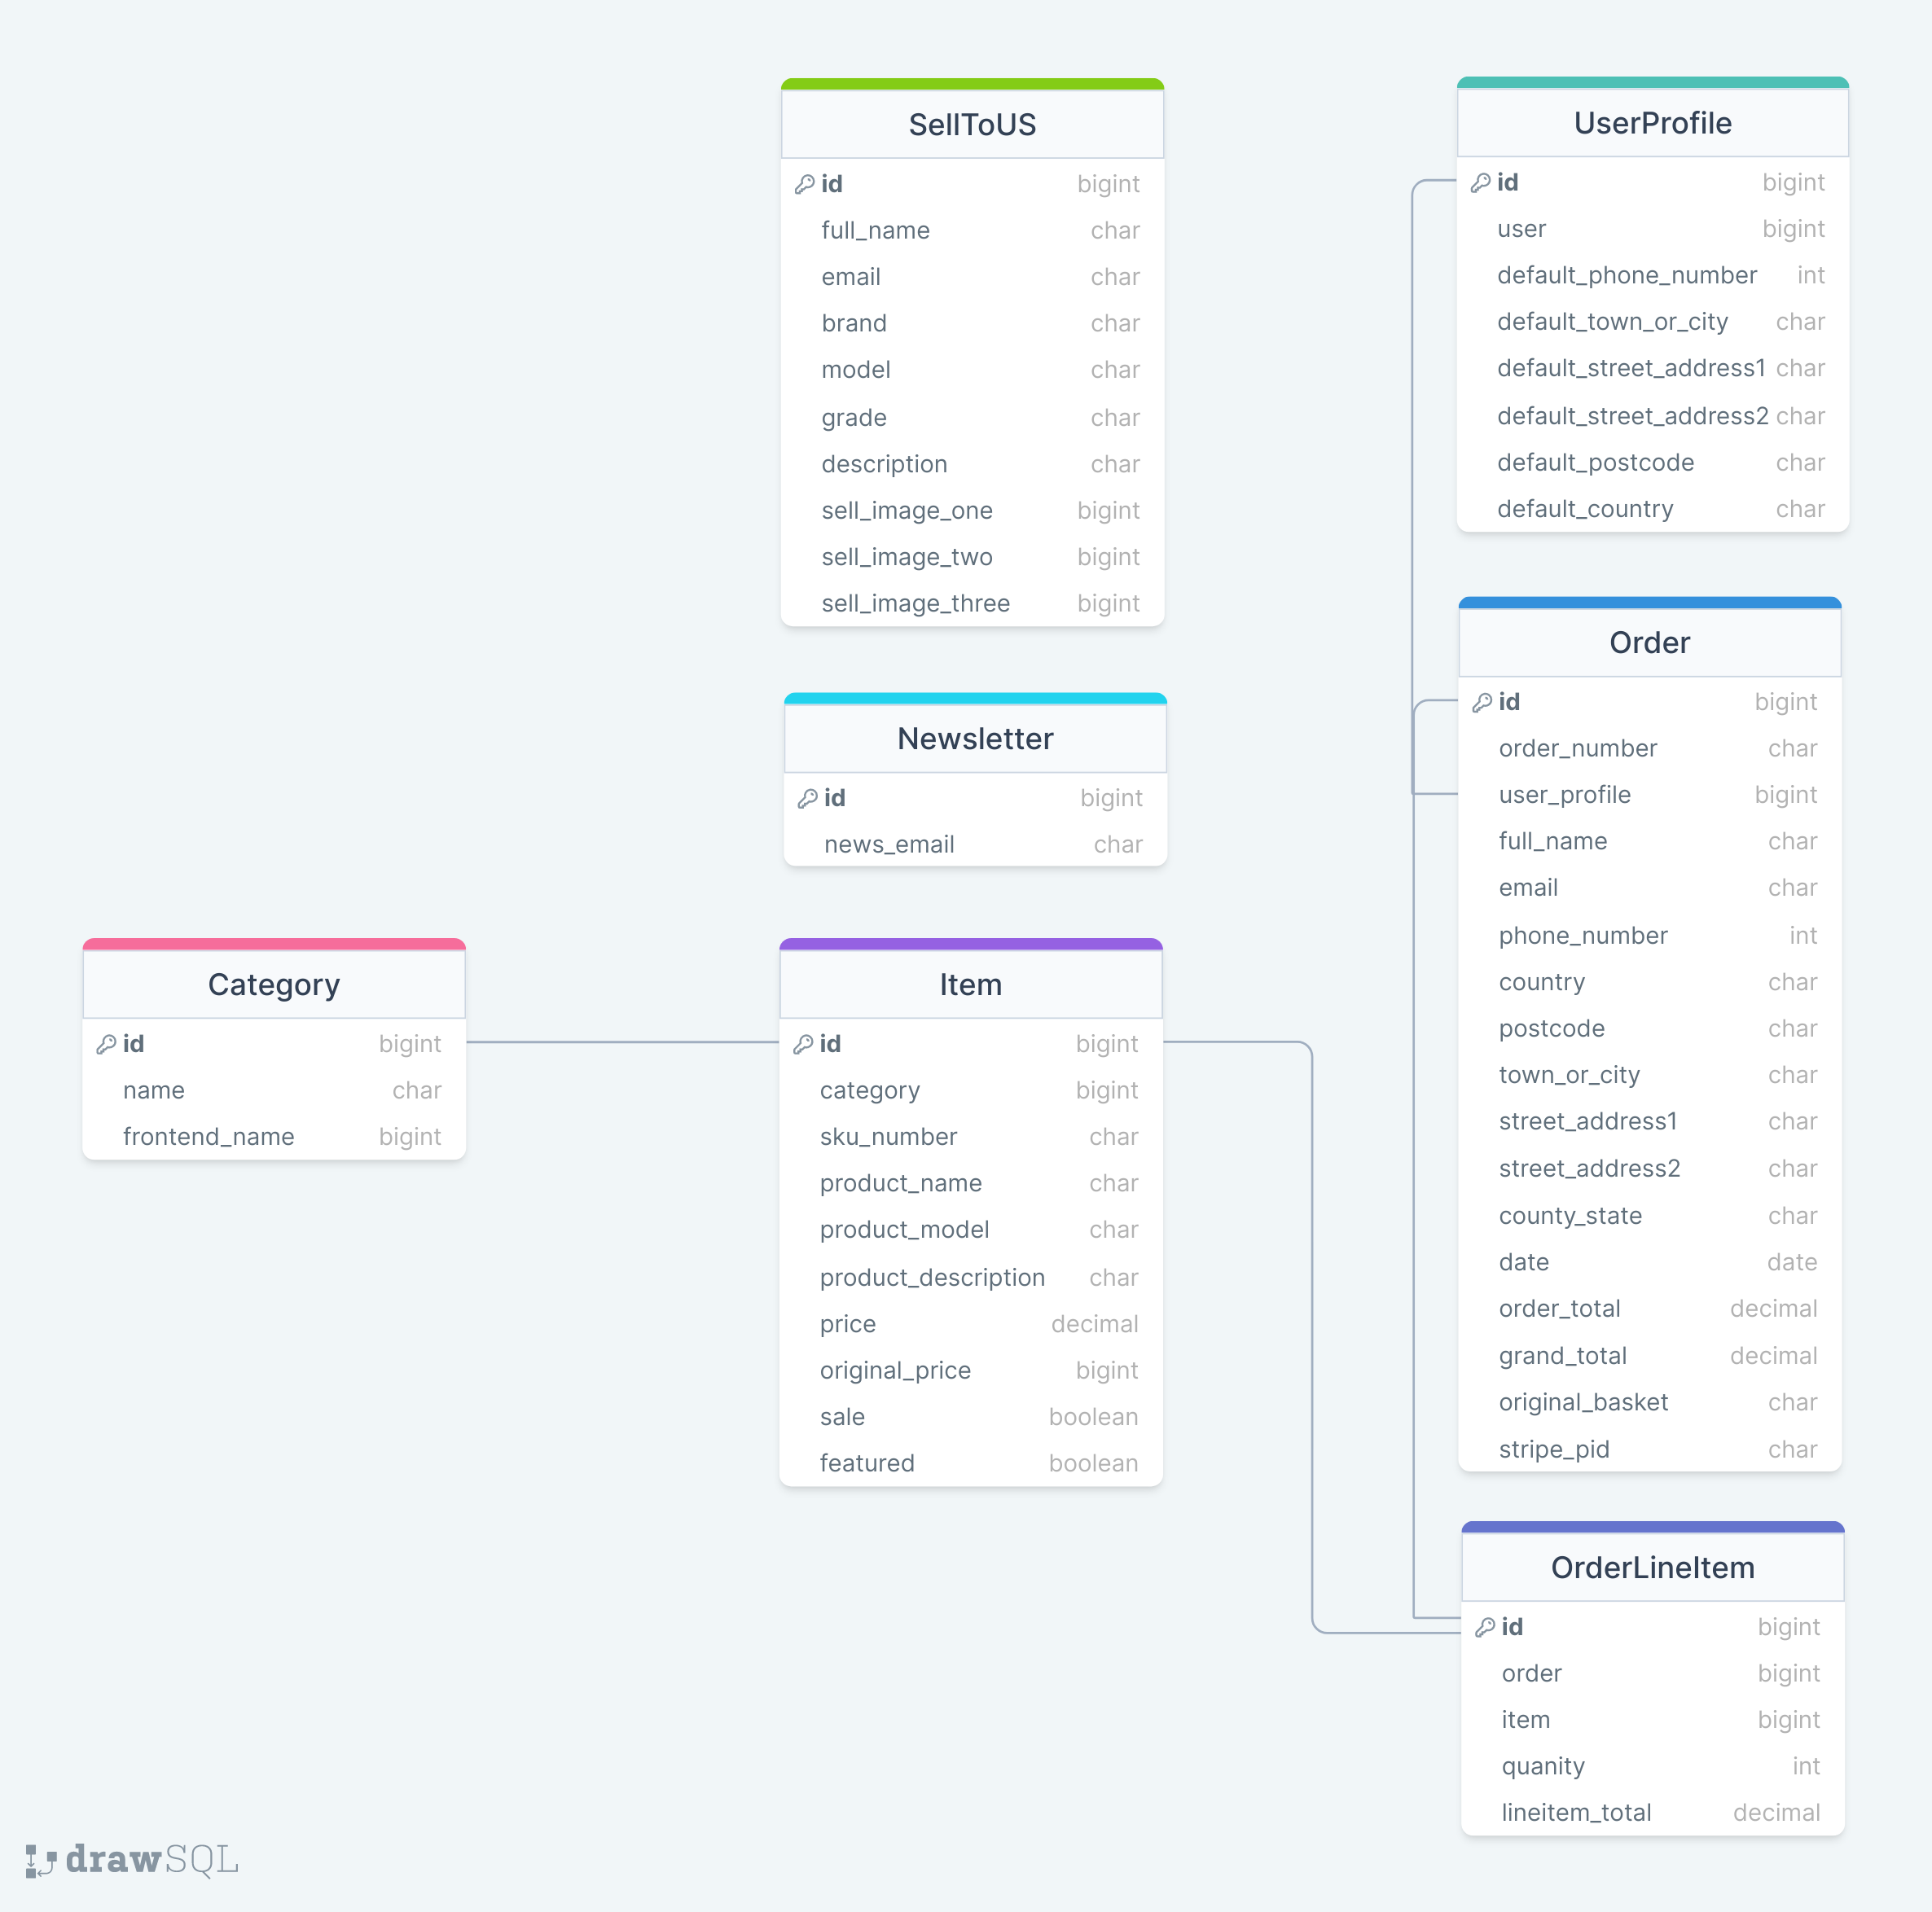 SellToUS
id bigint
full_name char
email char
brand char
model char
grade char
description char
sell_image_one bigint
sell_image_two bigint
sell_image_three bigint
UserProfile
id bigint
user bigint
default_phone_number int
default_town_or_city char
default_street_address1 char
default_street_address2 char
default_postcode char
default_country char
Newsletter
id bigint
news_email char
Order
id bigint
order_number char
user_profile bigint
full_name char
email char
phone_number int
country char
postcode char
town_or_city char
street_address1 char
street_address2 char
county_state char
date date
order_total decimal
grand_total decimal
original_basket char
stripe_pid char
Category
id bigint
name char
frontend_name bigint
Item
id bigint
category bigint
sku_number char
product_name char
product_model char
product_description char
price decimal
original_price bigint
sale boolean
featured boolean
OrderLineItem
id bigint
order bigint
item bigint
quanity int
lineitem_total decimal
drawSQL